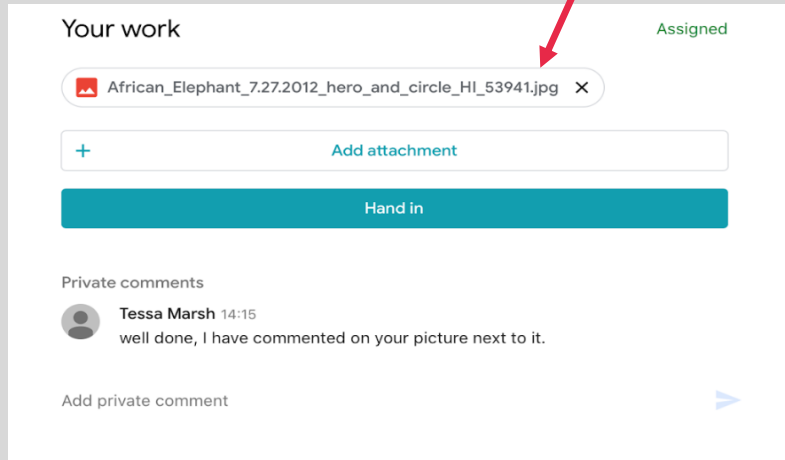 Your work
Assigned
African_Elephant_7.27.2012_hero_and_circle_HI_53941.jpg
Add attachment
Hand in
Private comments
Tessa Marsh 14:15
well done, I have commented on your picture next to it.
Add private comment